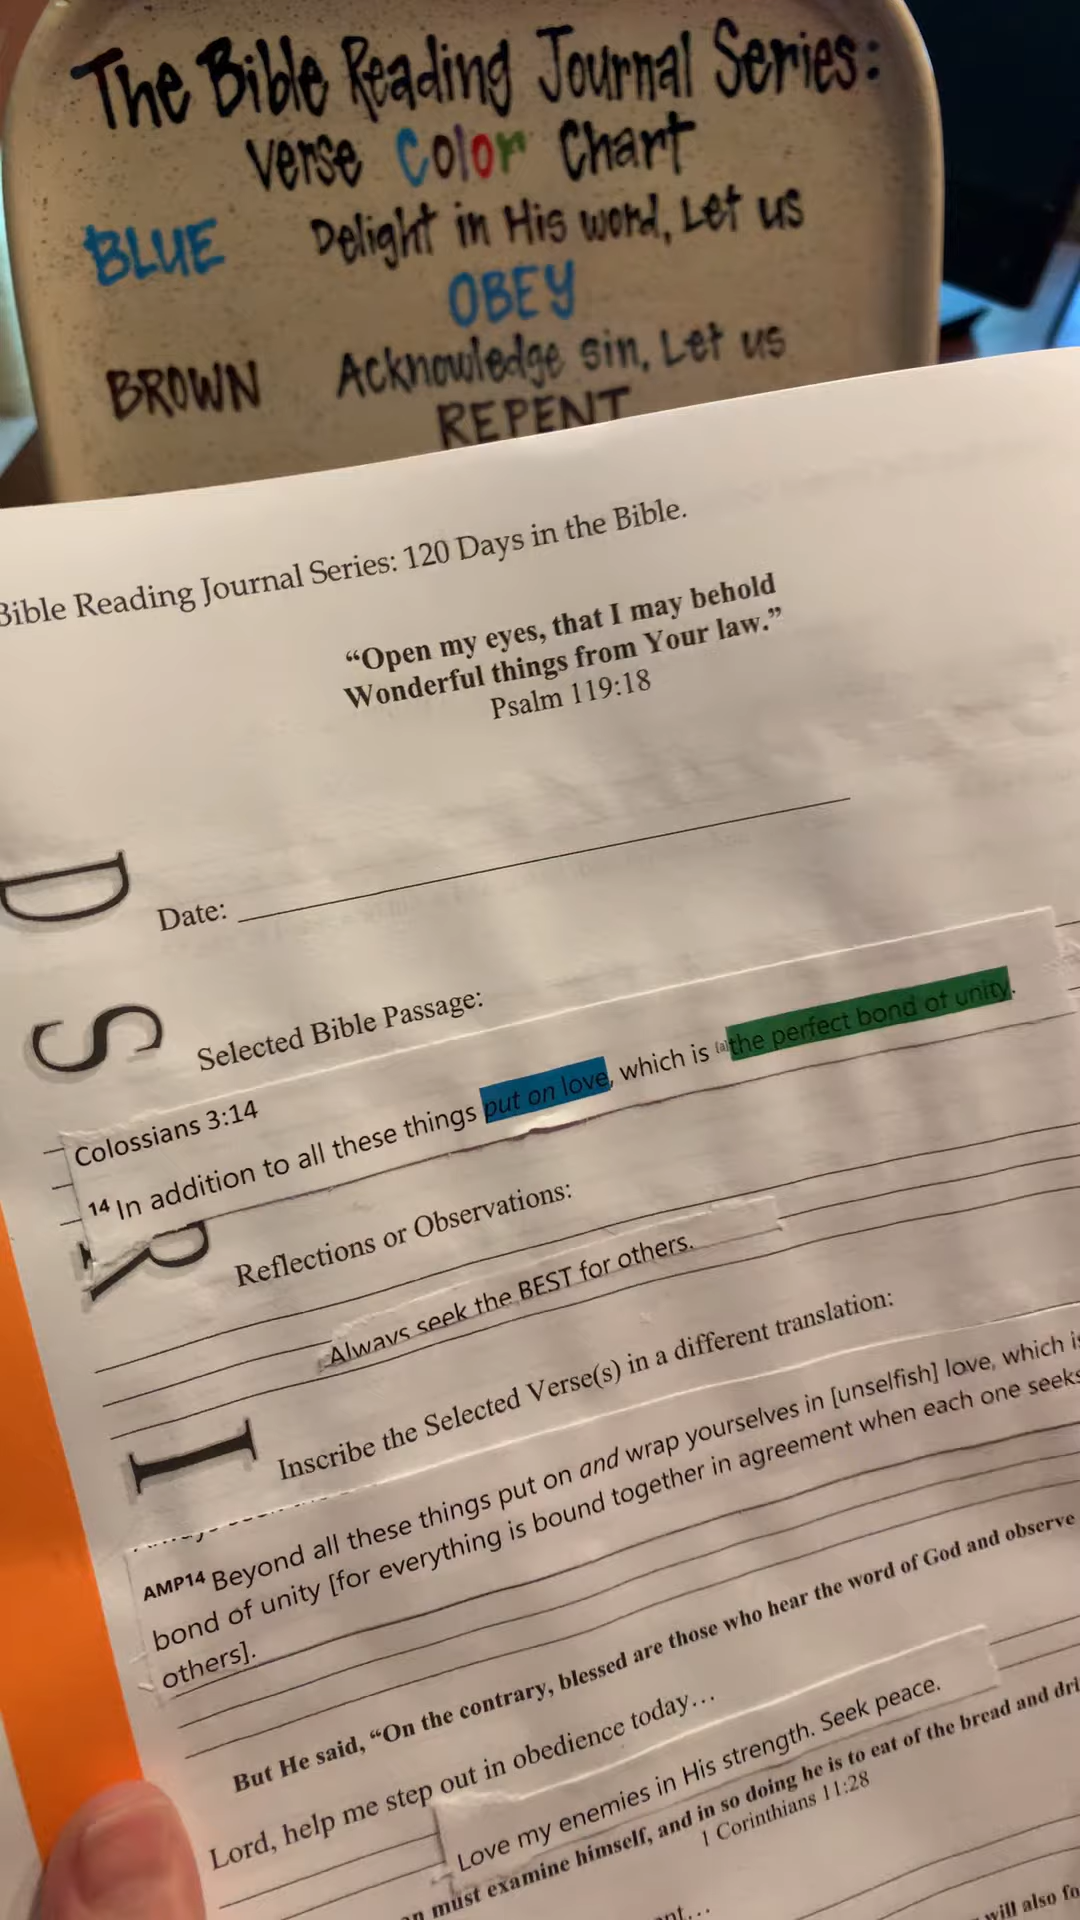 The Bible Reading Journal Series:
Verse Color Chart
BLUE Delight in His word, Let us
OBEY
BROWN Acknowledge sin, Let us
REPENT
Bible Reading Journal Series: 120 Days in the Bible.
“Open my eyes, that I may behold
Wonderful things from Your law.”
Psalm 119:18
D
Date:
S
Selected Bible Passage:
Colossians 3:14
14 In addition to all these things put on love, which is [a]the perfect bond of unity.
R
Reflections or Observations:
Always seek the BEST for others.
I
Inscribe the Selected Verse(s) in a different translation:
AMP14 Beyond all these things put on and wrap yourselves in [unselfish] love, which is
bond of unity [for everything is bound together in agreement when each one seeks
others].
But He said, “On the contrary, blessed are those who hear the word of God and observe
Lord, help me step out in obedience today…
Love my enemies in His strength. Seek peace.
must examine himself, and in so doing he is to eat of the bread and
1 Corinthians 11:28
will also